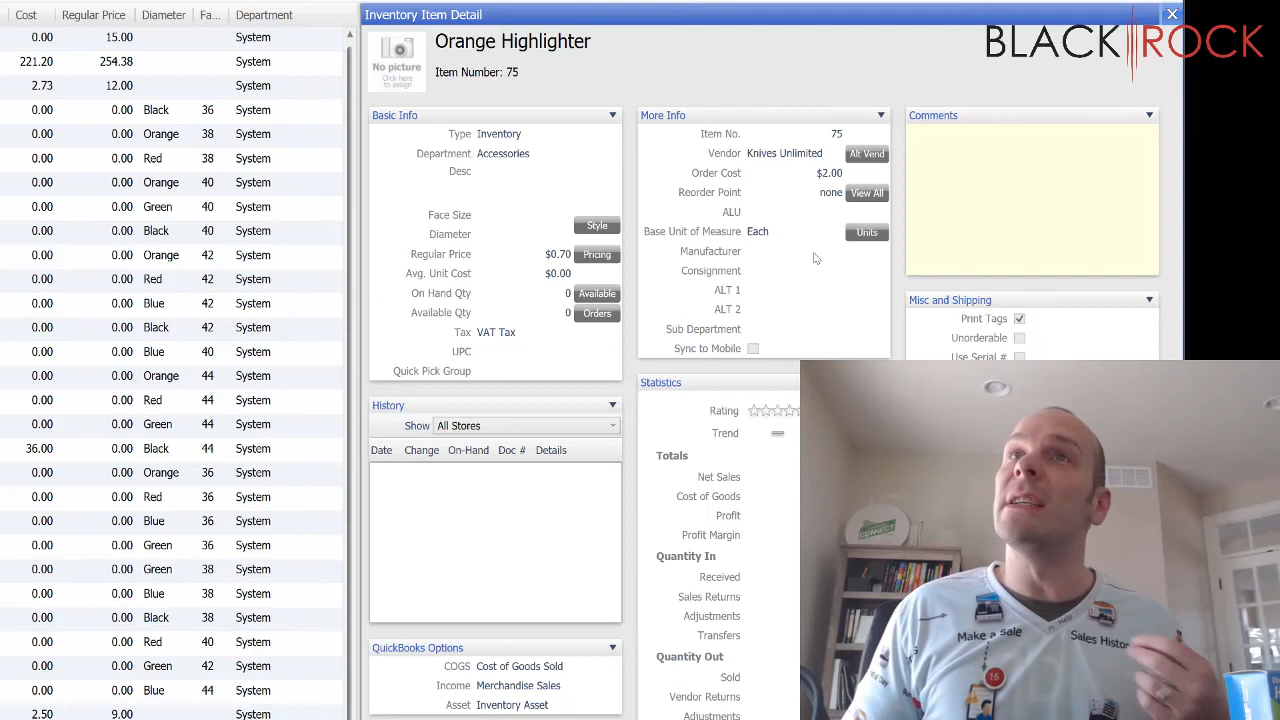 Cost Regular Price Diameter Fa... Department
0.00 15.00 System
221.20 System
2.73 System
0.00 0.00 Black 36 System
0.00 0.00 Orange 38 System
0.00 0.00 Red 38 System
0.00 0.00 Orange 40 System
0.00 0.00 Red 40 System
0.00 0.00 Black 40 System
0.00 0.00 Orange 42 System
0.00 0.00 Red 42 System
0.00 0.00 Blue 42 System
0.00 0.00 Black 42 System
0.00 0.00 Blue 40 System
0.00 0.00 Orange 44 System
0.00 0.00 Red 44 System
0.00 0.00 Green 44 System
36.00 0.00 Black 44 System
0.00 0.00 Orange 36 System
0.00 0.00 Red 36 System
0.00 0.00 Blue 36 System
0.00 0.00 Green 36 System
0.00 0.00 Green 38 System
0.00 0.00 Blue 38 System
0.00 0.00 Black 38 System
0.00 0.00 Red 40 System
0.00 0.00 Green 42 System
0.00 0.00 Blue 44 System
2.50 9.00 System
Inventory Item Detail
BLACK ROCK
No picture
Click here
to assign
Orange Highlighter
Item Number: 75
Basic Info
Type Inventory
Department Accessories
Desc
Face Size
Style
Diameter
Regular Price $0.70 Pricing
Avg. Unit Cost $0.00
On Hand Qty 0 Available
Available Qty 0 Orders
Tax VAT Tax
UPC
Quick Pick Group
History
Show All Stores
Date Change On-Hand Doc # Details
QuickBooks Options
COGS Cost of Goods Sold
Income Merchandise Sales
Asset Inventory Asset
More Info
Item No. 75
Vendor Knives Unlimited Alt Vend
Order Cost $2.00
Reorder Point none View All
ALU
Base Unit of Measure Each Units
Manufacturer
Consignment
ALT 1
ALT 2
Sub Department
Sync to Mobile
Statistics
Rating
Trend
Totals
Net Sales
Cost of Goods
Profit
Profit Margin
Quantity In
Received
Sales Returns
Adjustments
Transfers
Quantity Out
Sold
Vendor Returns
Adjustments
Comments
Misc and Shipping
Print Tags
Unorderable
Use Serial #
CONNECT
Help
Make a sale
16